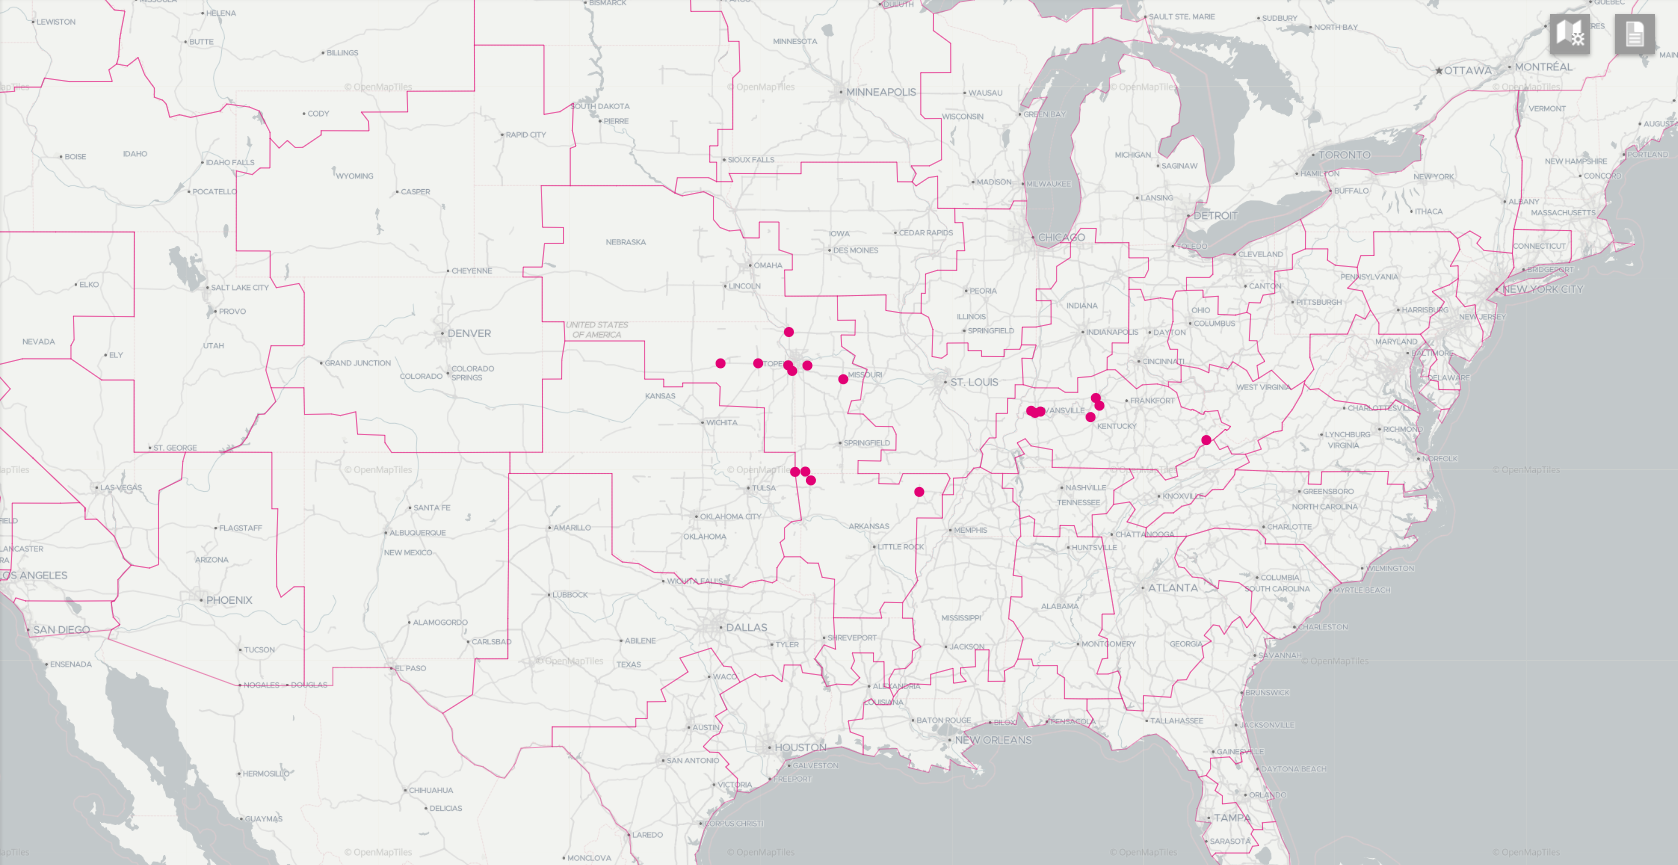 HELENA
BISMARCK
DULUTH
SAULT STE. MARIE
SUDBURY
NORTH BAY
QUÉBEC
LEWISTON
BUTTE
BILLINGS
MINNESOTA
OTTAWA
MONTRÉAL
© OpenMapTiles
© OpenMapTiles
© OpenMapTiles
© OpenMapTiles
MINNEAPOLIS
WAUSAU
CODY
SOUTH DAKOTA
PIERRE
WISCONSIN
GREEN BAY
VERMONT
RAPID CITY
BOISE
IDAHO
IDAHO FALLS
SIOUX FALLS
MICHIGAN
SAGINAW
TORONTO
NEW HAMPSHIRE
PORTLAND
WYOMING
CASPER
POCATELLO
MADISON
MILWAUKEE
LANSING
HAMILTON
BUFFALO
NEW YORK
CONCORD
ALBANY
DETROIT
ITHACA
MASSACHUSETTS
NEBRASKA
IOWA
CEDAR RAPIDS
DES MOINES
CHICAGO
TOLEDO
CLEVELAND
CONNECTICUT
CHEYENNE
OMAHA
BRIDGEPORT
ELKO
SALT LAKE CITY
LINCOLN
PEORIA
CANTON
PENNSYLVANIA
NEW YORK CITY
PROVO
INDIANA
PITTSBURGH
HARRISBURG
ILLINOIS
OHIO
NEW JERSEY
UNITED STATES
OF AMERICA
SPRINGFIELD
INDIANAPOLIS
DAYTON
COLUMBUS
NEVADA
UTAH
DENVER
MARYLAND
BALTIMORE
ELY
GRAND JUNCTION
TOPE
CINCINNATI
COLORADO
COLORADO
SPRINGS
MISSOURI
ST. LOUIS
WEST VIRGINIA
DELAWARE
KANSAS
FRANKFORT
VANSVILLE
CHARLOTTESVILLE
WICHITA
KENTUCKY
RICHMOND
LYNCHBURG
VIRGINIA
ST. GEORGE
SPRINGFIELD
NORFOLK
© OpenMapTiles
© OpenMapTiles
© OpenMapTiles
© OpenMapTiles
LAS VEGAS
TULSA
NASHVILLE
TENNESSEE
KNOXVILLE
GREENSBORO
NORTH CAROLINA
SANTA FE
OKLAHOMA CITY
FLAGSTAFF
ALBUQUERQUE
AMARILLO
OKLAHOMA
ARKANSAS
MEMPHIS
CHATTANOOGA
CHARLOTTE
LANCASTER
ARIZONA
NEW MEXICO
LITTLE ROCK
HUNTSVILLE
WILMINGTON
OS ANGELES
WICHITA FALLS
COLUMBIA
SOUTH CAROLINA
ATLANTA
MYRTLE BEACH
PHOENIX
LUBBOCK
ALABAMA
SAN DIEGO
ALAMOGORDO
CARLSBAD
DALLAS
MISSISSIPPI
CHARLESTON
ABILENE
TYLER
SHREVEPORT
JACKSON
MONTGOMERY
GEORGIA
TUCSON
ENSENADA
EL PASO
© OpenMapTiles
TEXAS
SAVANNAH
© OpenMapTiles
NOGALES
DOUGLAS
WACO
ALEXANDRIA
LOUISIANA
BRUNSWICK
BATON ROUGE
BILOXI
PENSACOLA
TALLAHASSEE
JACKSONVILLE
AUSTIN
NEW ORLEANS
HOUSTON
GAINESVILLE
SAN ANTONIO
GALVESTON
DAYTONA BEACH
HERMOSILLO
FREEPORT
VICTORIA
CHIHUAHUA
ORLANDO
DELICIAS
GUAYMAS
CORPUS CHRISTI
TAMPA
LAREDO
SARASOTA
© OpenMapTiles
© OpenMapTiles
© OpenMapTiles
© OpenMapTiles
MONCLOVA